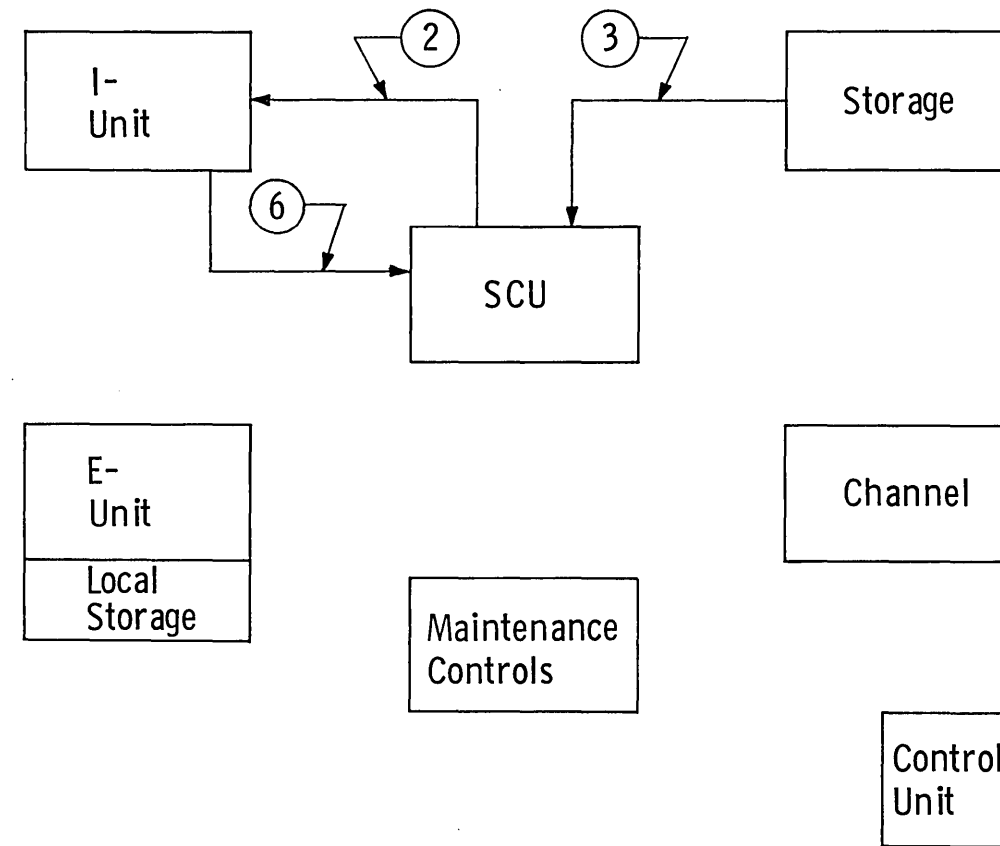 2
3
I-
Unit
Storage
6
SCU
E-
Unit
Channel
Local
Storage
Maintenance
Controls
Control
Unit